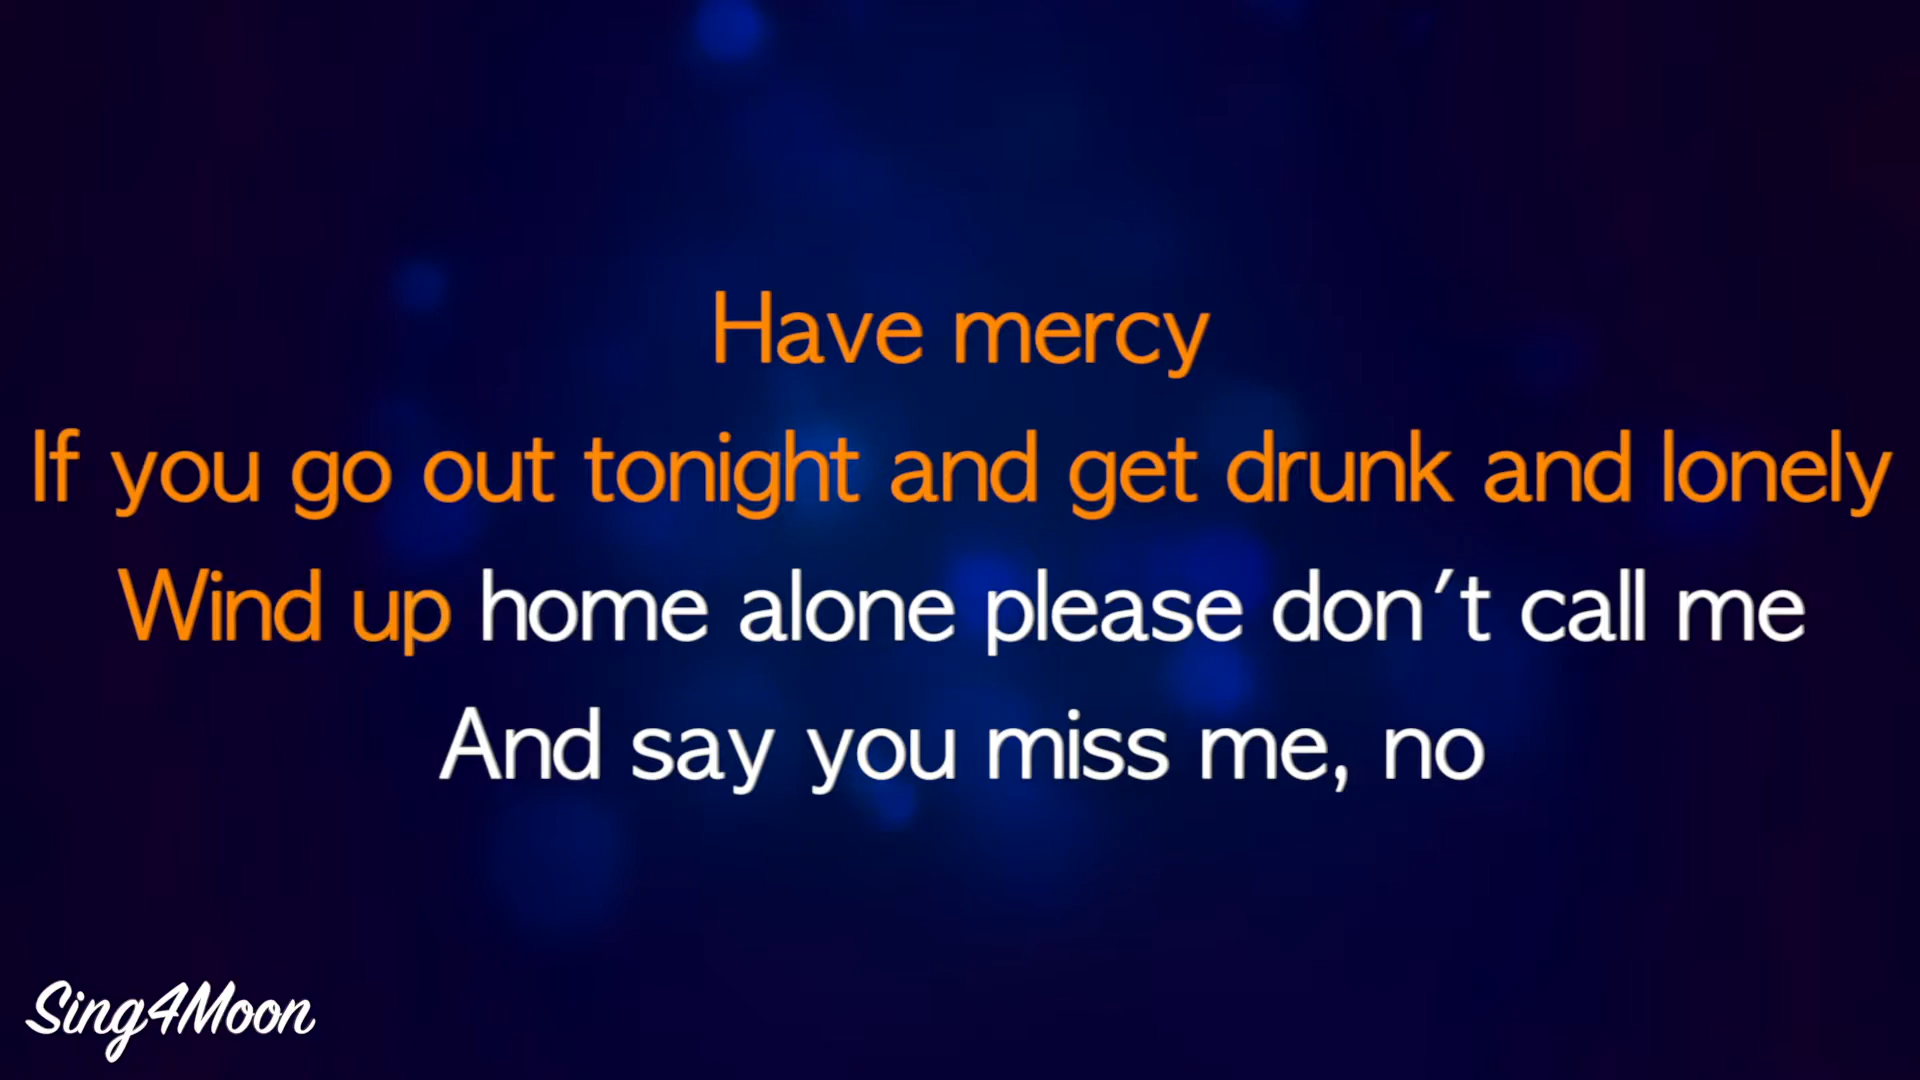 Have mercy
If you go out tonight and get drunk and lonely
Wind up home alone please don't call me
And say you miss me, no
Sing4Moon